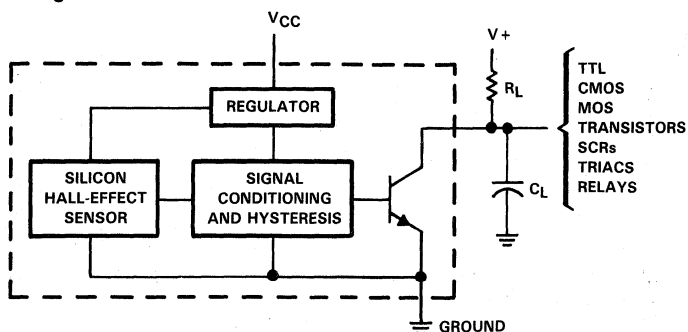 VCC
V+
REGULATOR
RL
TTL
CMOS
MOS
TRANSISTORS
SCRs
TRIACS
RELAYS
SILICON
HALL-EFFECT
SENSOR
SIGNAL
CONDITIONING
AND HYSTERESIS
CL
GROUND